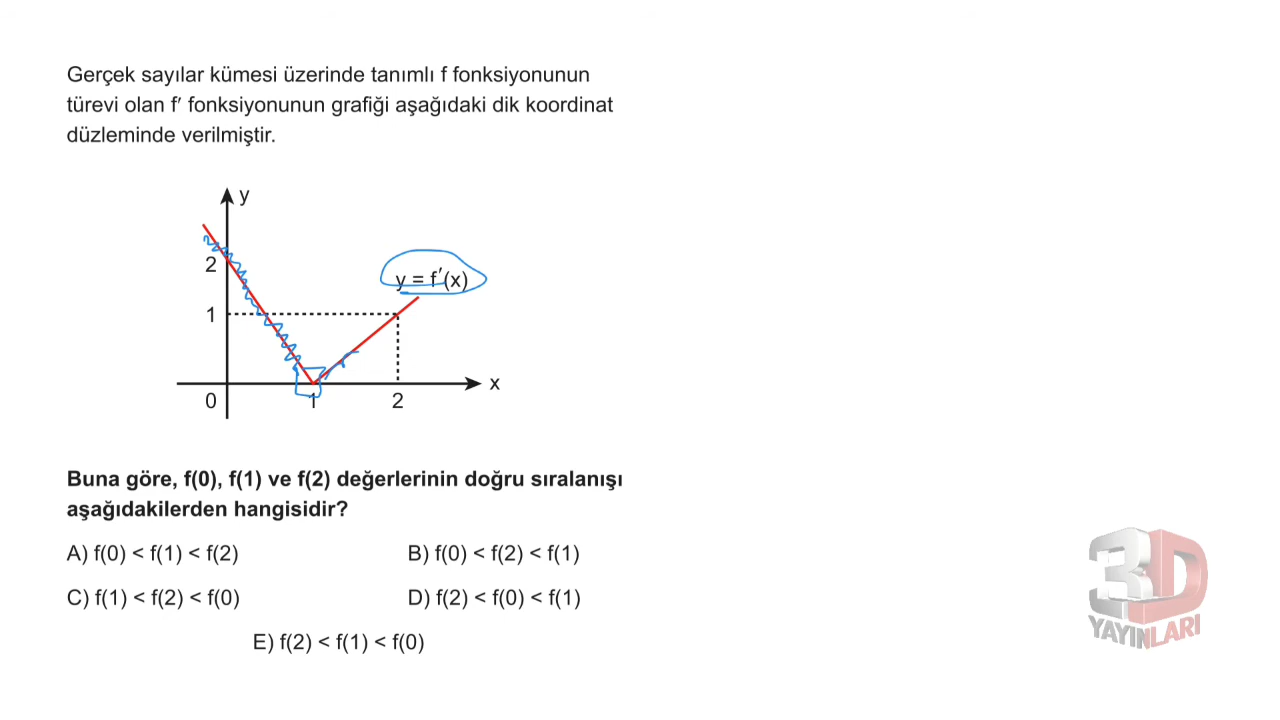 Gerçek sayılar kümesi üzerinde tanımlı f fonksiyonunun
türevi olan f′ fonksiyonunun grafiği aşağıdaki dik koordinat
düzleminde verilmiştir.
y
2
y = f′(x)
1
x
0
1
2
Buna göre, f(0), f(1) ve f(2) değerlerinin doğru sıralanışı
aşağıdakilerden hangisidir?
A) f(0) < f(1) < f(2)
B) f(0) < f(2) < f(1)
C) f(1) < f(2) < f(0)
D) f(2) < f(0) < f(1)
E) f(2) < f(1) < f(0)
3D
YAYINLARI